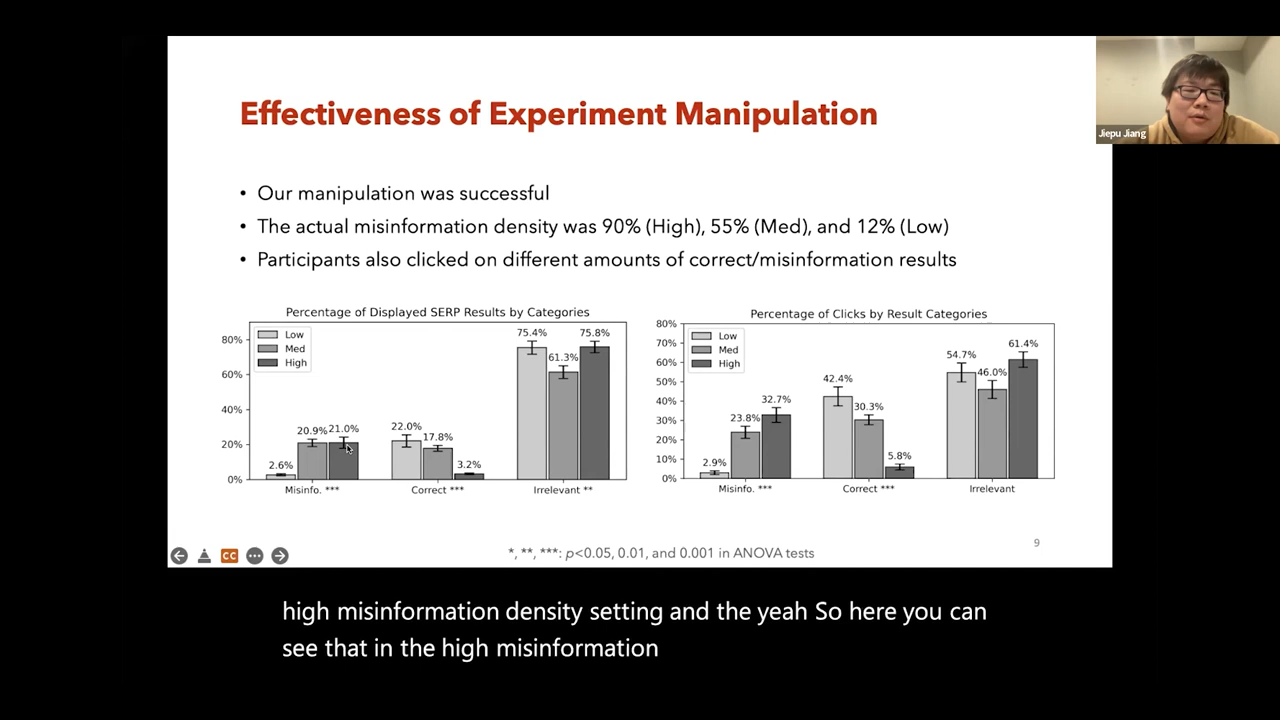 Effectiveness of Experiment Manipulation
Jiepu Jiang
• Our manipulation was successful
• The actual misinformation density was 90% (High), 55% (Med), and 12% (Low)
• Participants also clicked on different amounts of correct/misinformation results
Percentage of Displayed SERP Results by Categories
Low
Med
High
80%
60%
40%
20%
0%
2.6%
20.9%
21.0%
22.0%
17.8%
3.2%
75.4%
61.3%
75.8%
Misinfo. ***
Correct ***
Irrelevant **
Percentage of Clicks by Result Categories
Low
Med
High
80%
70%
60%
50%
40%
30%
20%
10%
0%
2.9%
23.8%
32.7%
42.4%
30.3%
5.8%
54.7%
46.0%
61.4%
Misinfo. ***
Correct ***
Irrelevant
CC
*, **, ***: p<0.05, 0.01, and 0.001 in ANOVA tests
9
high misinformation density setting and the yeah So here you can
see that in the high misinformation